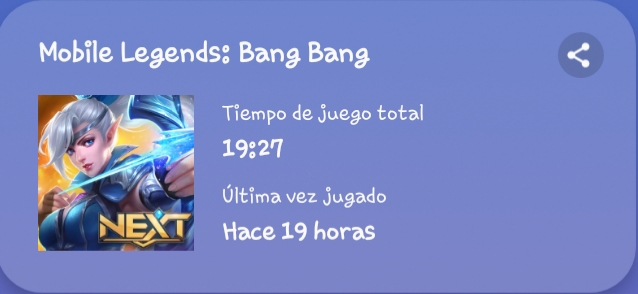 Mobile Legends: Bang Bang
Tiempo de juego total
19:27
NEXT
Última vez jugado
Hace 19 horas